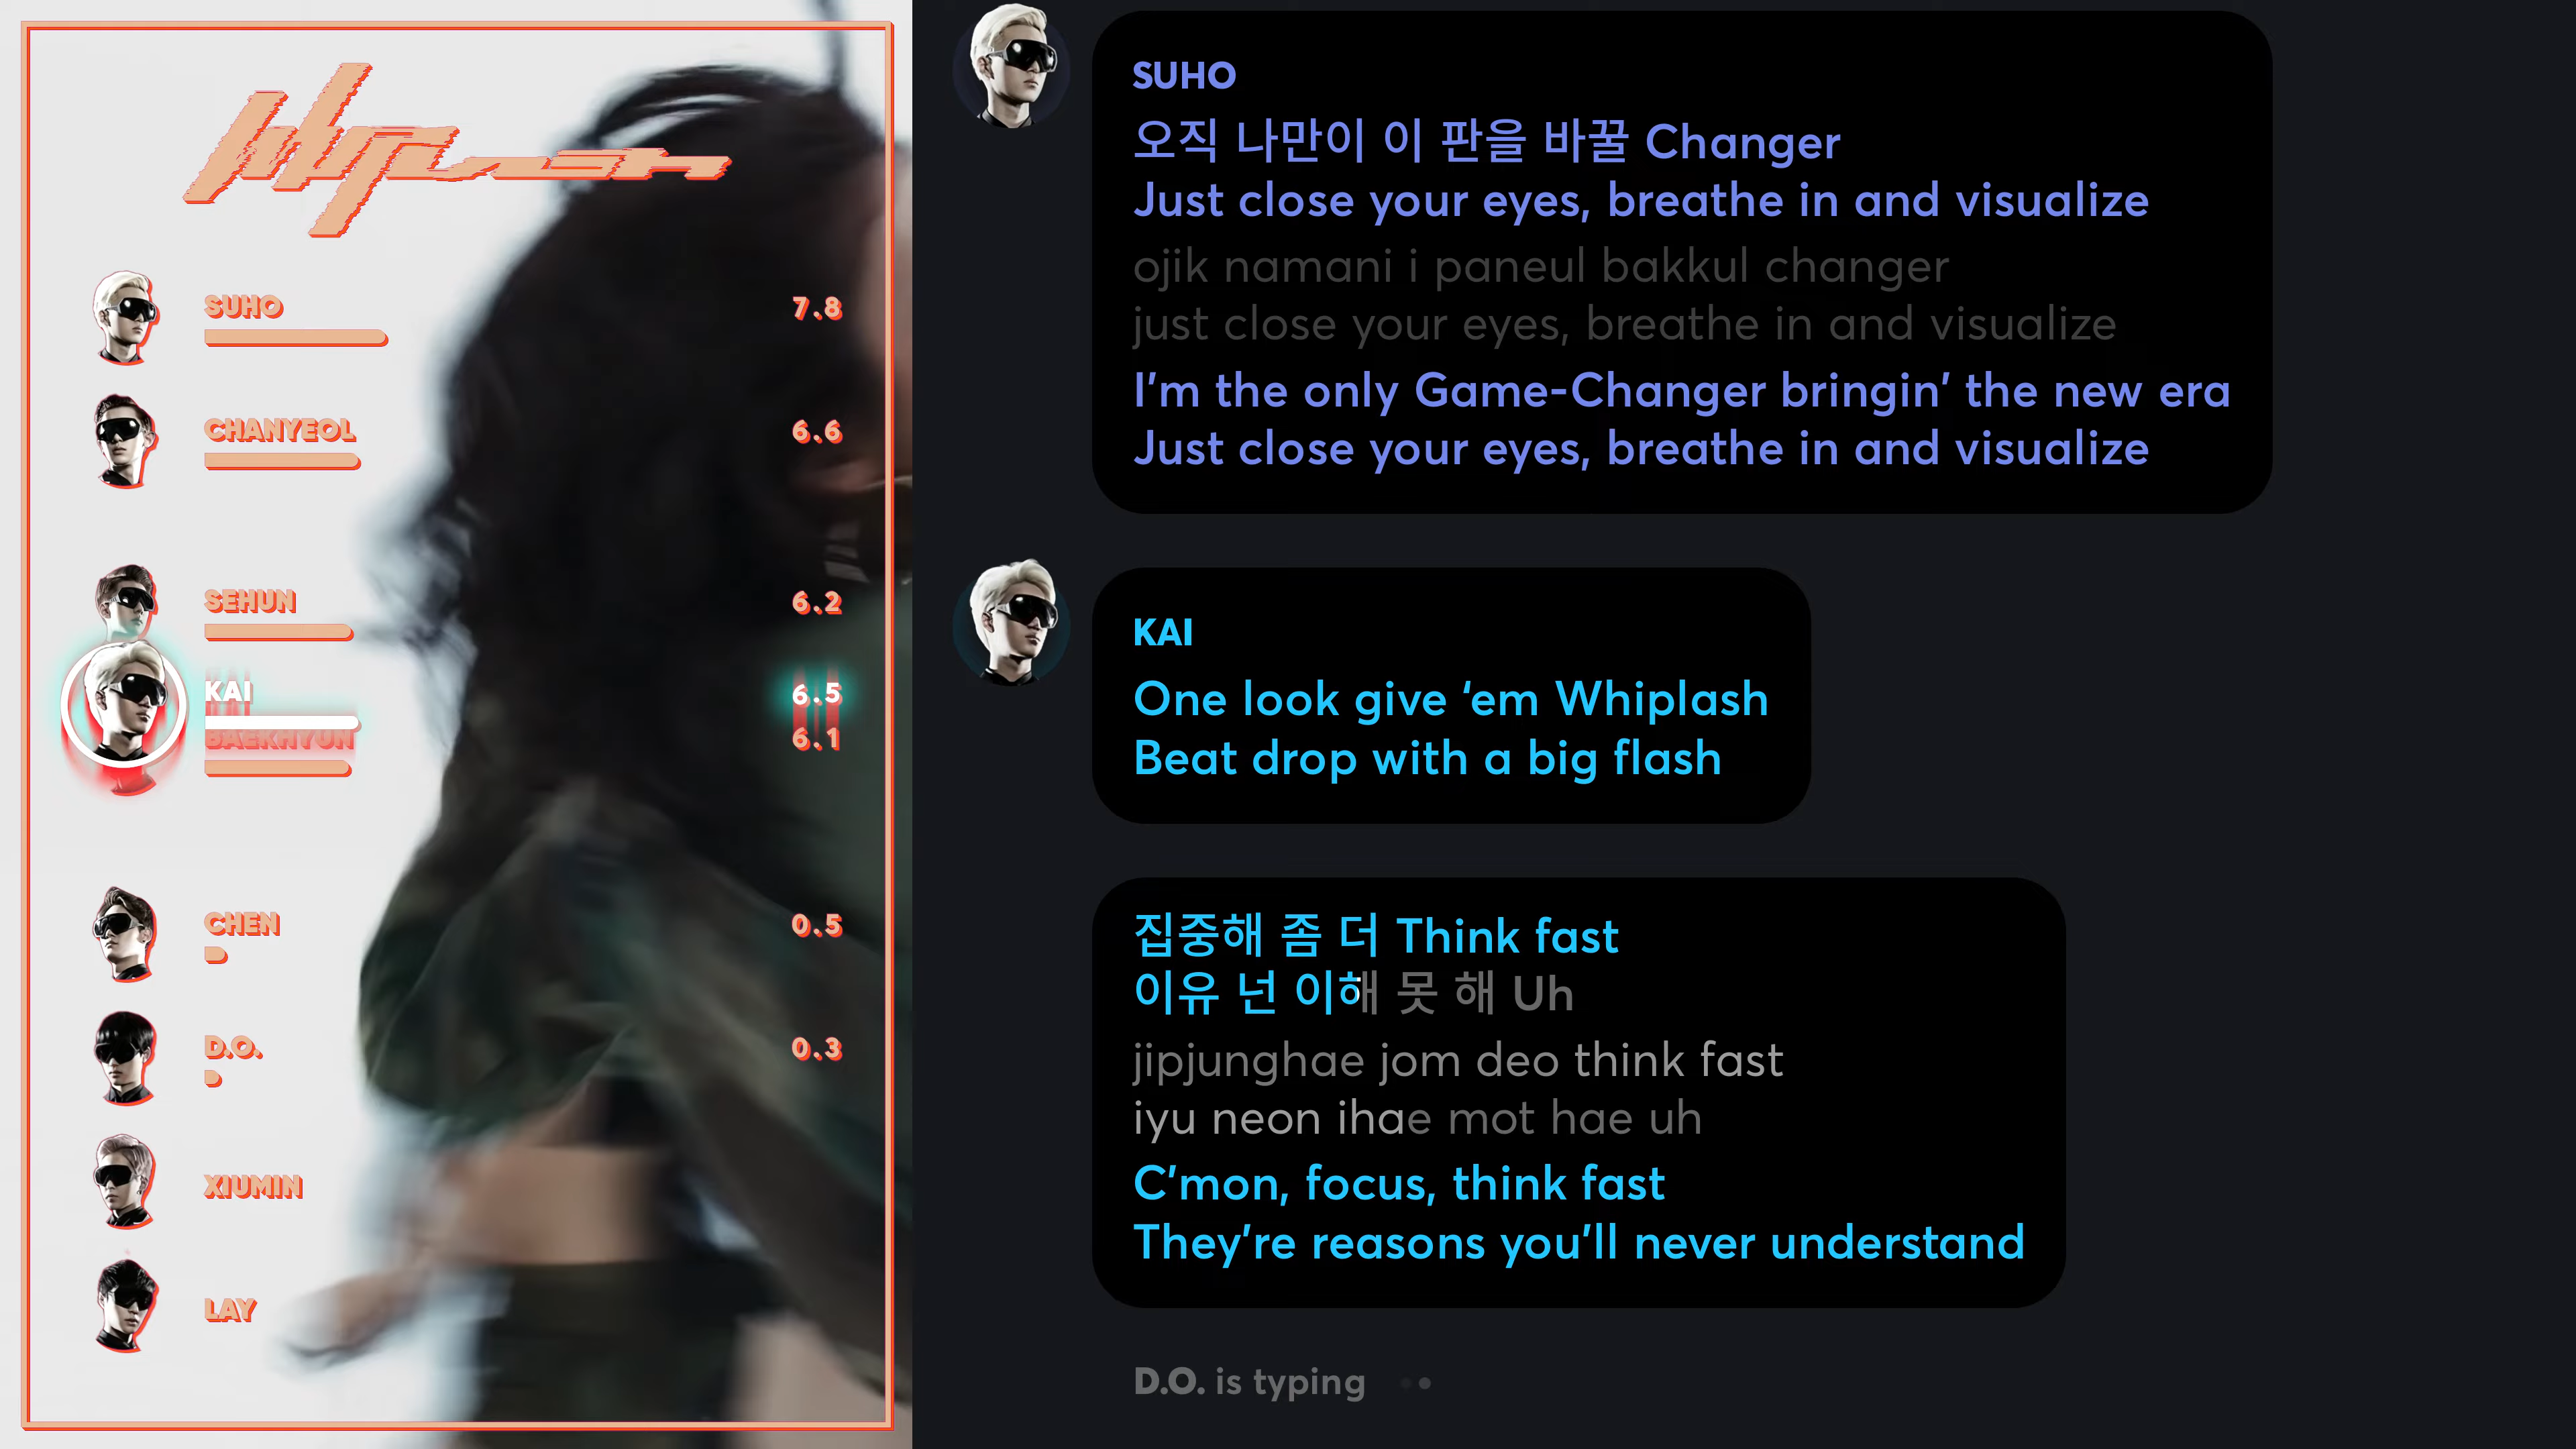 Whiplash
SUHO
7.8
CHANYEOL
6.6
SEHUN
6.2
KAI
6.5
BAEKHYUN
6.1
CHEN
0.5
D.O.
0.3
XIUMIN
LAY
SUHO
오직 나만이 이 판을 바꿀 Changer
Just close your eyes, breathe in and visualize
ojik namani i paneul bakkul changer
just close your eyes, breathe in and visualize
I'm the only Game-Changer bringin' the new era
Just close your eyes, breathe in and visualize
KAI
One look give ‘em Whiplash
Beat drop with a big flash
집중해 좀 더 Think fast
이유 넌 이해 못 해 Uh
jipjunghae jom deo think fast
iyu neon ihae mot hae uh
C'mon, focus, think fast
They're reasons you'll never understand
D.O. is typing